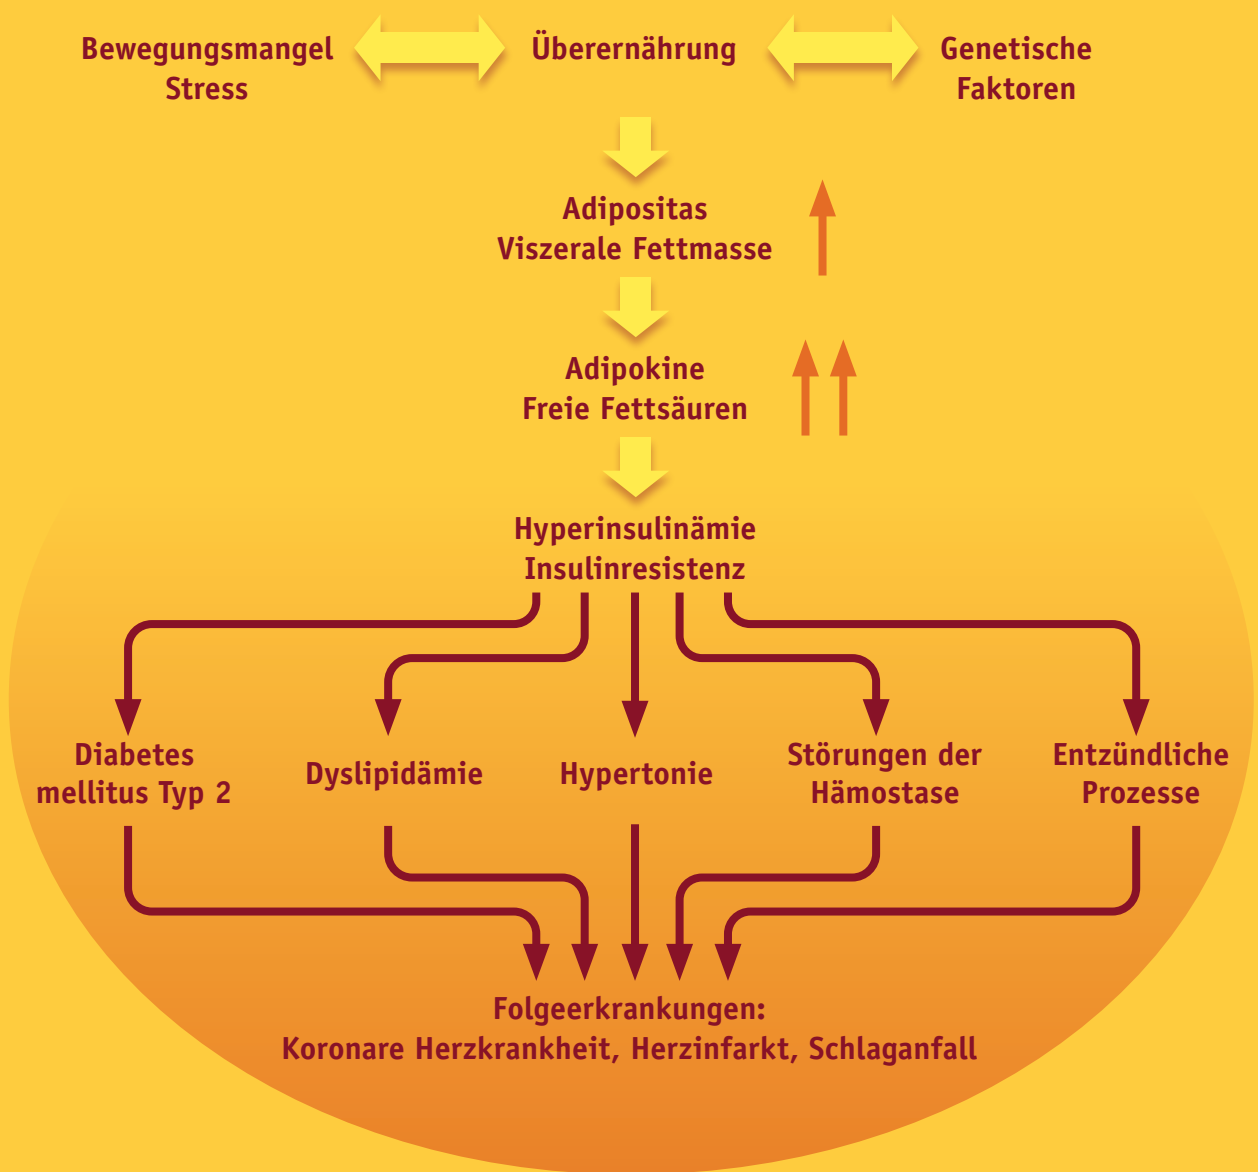 Bewegungsmangel
Stress
Überernährung
Genetische
Faktoren
Adipositas
Viszerale Fettmasse
Adipokine
Freie Fettsäuren
Hyperinsulinämie
Insulinresistenz
Diabetes
mellitus Typ 2
Dyslipidämie
Hypertonie
Störungen der
Hämostase
Entzündliche
Prozesse
Folgeerkrankungen:
Koronare Herzkrankheit, Herzinfarkt, Schlaganfall